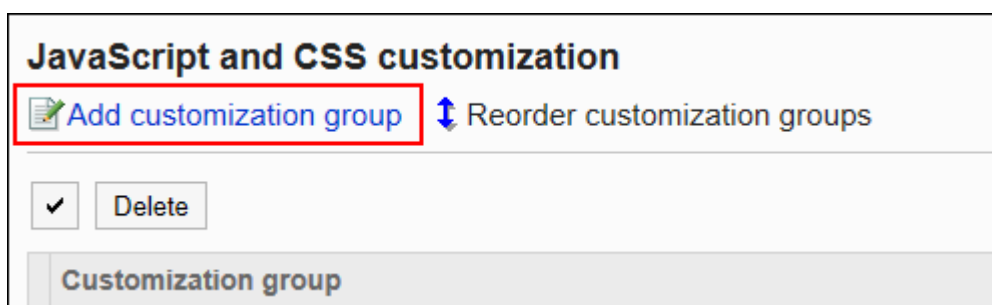 JavaScript and CSS customization
Add customization group Reorder customization groups
Delete
Customization group